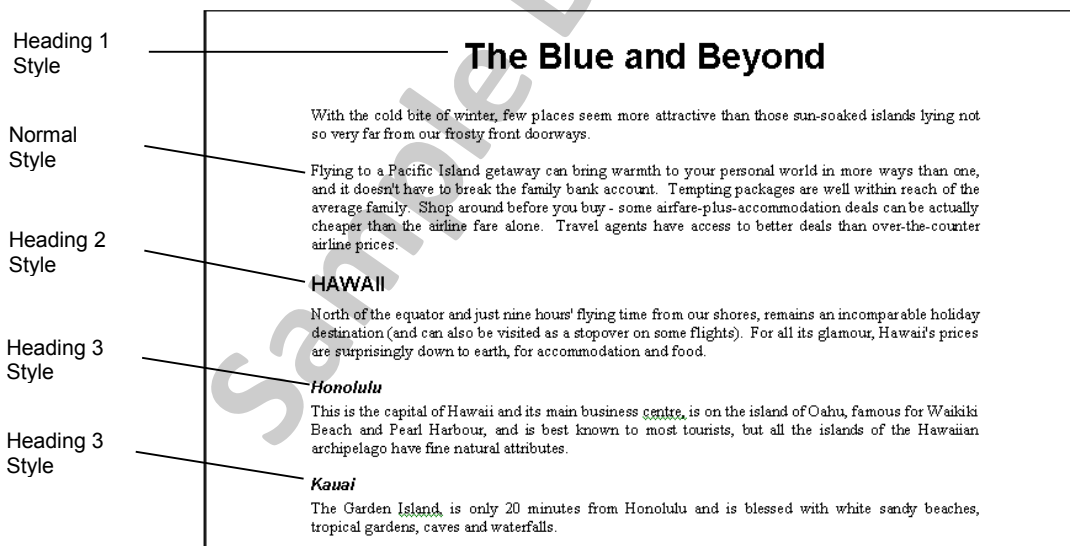 Heading 1
Style
The Blue and Beyond
With the cold bite of winter, few places seem more attractive than those sun-soaked islands lying not
so very far from our frosty front doorways.
Normal
Style
Flying to a Pacific Island getaway can bring warmth to your personal world in more ways than one,
and it doesn't have to break the family bank account. Tempting packages are well within reach of the
average family. Shop around before you buy - some airfare-plus-accommodation deals can be actually
cheaper than the airline fare alone. Travel agents have access to better deals than over-the-counter
airline prices.
Heading 2
Style
HAWAII
North of the equator and just nine hours' flying time from our shores, remains an incomparable holiday
destination (and can also be visited as a stopover on some flights). For all its glamour, Hawaii's prices
are surprisingly down to earth, for accommodation and food.
Heading 3
Style
Honolulu
This is the capital of Hawaii and its main business centre, is on the island of Oahu, famous for Waikiki
Beach and Pearl Harbour, and is best known to most tourists, but all the islands of the Hawaiian
archipelago have fine natural attributes.
Heading 3
Style
Kauai
The Garden Island, is only 20 minutes from Honolulu and is blessed with white sandy beaches,
tropical gardens, caves and waterfalls.
Sample